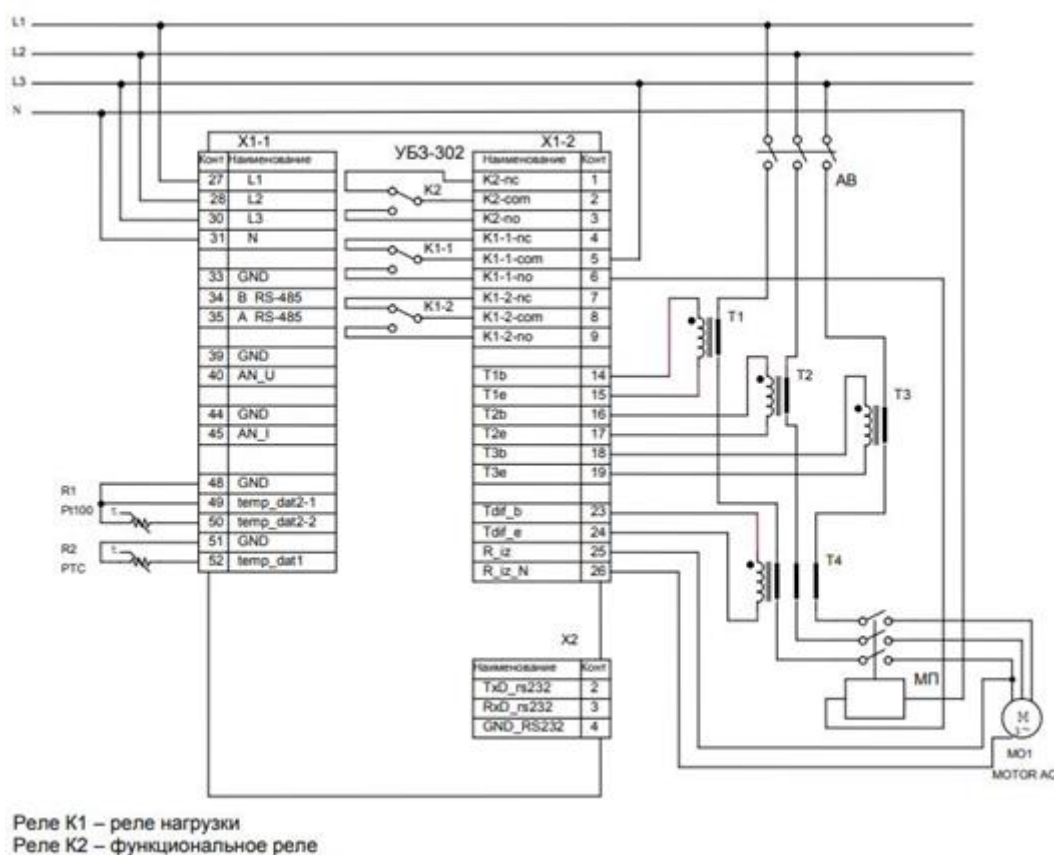 L1
L2
L3
N
X1-1
УБЗ-302
X1-2
Конт Наименование
27 L1
28 L2
30 L3
31 N
33 GND
34 B RS-485
35 A RS-485
39 GND
40 AN_U
44 GND
45 AN_I
48 GND
49 temp_dat2-1
50 temp_dat2-2
51 GND
52 temp_dat1
R1
Pt100
t
R2
PTC
t
K2
K1-1
K1-2
Наименование Конт
K2-nc 1
K2-com 2
K2-no 3
K1-1-nc 4
K1-1-com 5
K1-1-no 6
K1-2-nc 7
K1-2-com 8
K1-2-no 9
T1b 14
T1e 15
T2b 16
T2e 17
T3b 18
T3e 19
Tdif_b 23
Tdif_e 24
R_iz 25
R_iz_N 26
X2
Наименование Конт
TxD_rs232 2
RxD_rs232 3
GND_RS232 4
AB
T1
T2
T3
T4
МП
M
3~
MO1
MOTOR AC
Реле К1 – реле нагрузки
Реле К2 – функциональное реле